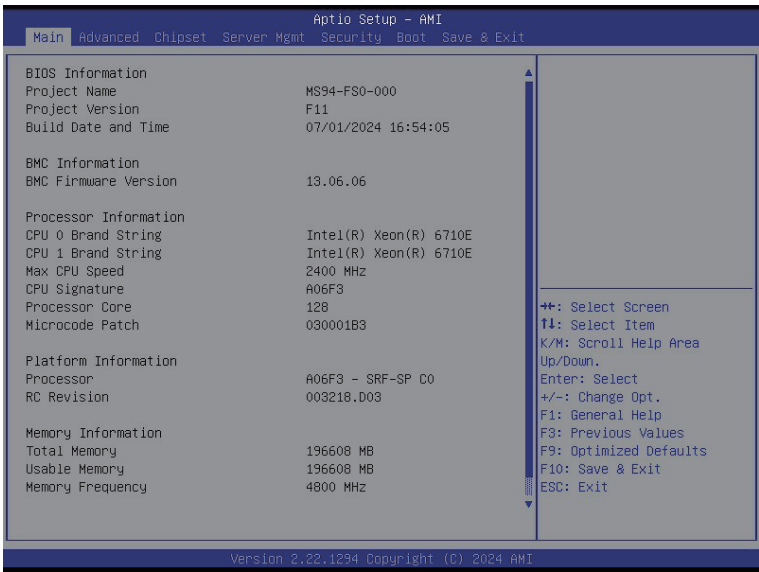 Aptio Setup – AMI
Main Advanced Chipset Server Mgmt Security Boot Save & Exit
BIOS Information
Project Name MS94-FS0-000
Project Version F11
Build Date and Time 07/01/2024 16:54:05
BMC Information
BMC Firmware Version 13.06.06
Processor Information
CPU 0 Brand String Intel(R) Xeon(R) 6710E
CPU 1 Brand String Intel(R) Xeon(R) 6710E
Max CPU Speed 2400 MHz
CPU Signature A06F3
Processor Core 128
Microcode Patch 030001B3
Platform Information
Processor A06F3 - SRF-SP C0
RC Revision 003218.D03
Memory Information
Total Memory 196608 MB
Usable Memory 196608 MB
Memory Frequency 4800 MHz
→←: Select Screen
↑↓: Select Item
K/M: Scroll Help Area
Up/Down.
Enter: Select
+/-: Change Opt.
F1: General Help
F3: Previous Values
F9: Optimized Defaults
F10: Save & Exit
ESC: Exit
Version 2.22.1294 Copyright (C) 2024 AMI